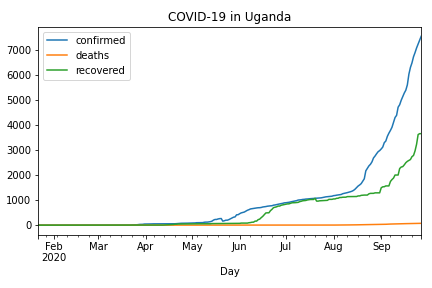 COVID-19 in Uganda
confirmed
deaths
recovered
7000
6000
5000
4000
3000
2000
1000
0
Feb Mar Apr May Jun Jul Aug Sep
2020
Day